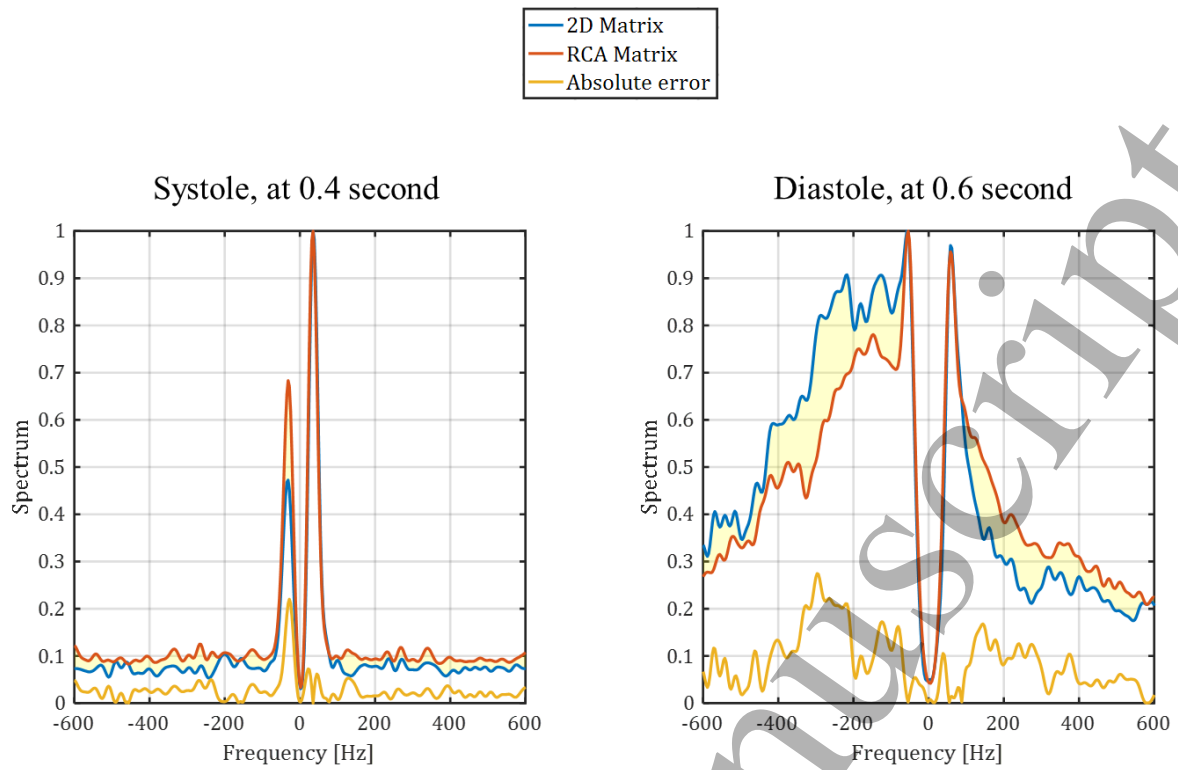 2D Matrix
RCA Matrix
Absolute error
Systole, at 0.4 second
Diastole, at 0.6 second
1
0.9
0.8
0.7
0.6
0.5
0.4
0.3
0.2
0.1
0
Spectrum
-600 -400 -200 0 200 400 600
Frequency [Hz]
1
0.9
0.8
0.7
0.6
0.5
0.4
0.3
0.2
0.1
0
Spectrum
-600 -400 -200 0 200 400 600
Frequency [Hz]
nuscript